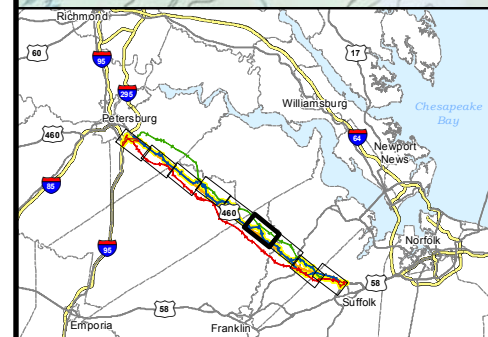 Richmond
60
95
17
295
Williamsburg
Chesapeake
Bay
Petersburg
460
64
Newport
News
85
460
95
Norfolk
58
Suffolk
58
Emporia
Franklin